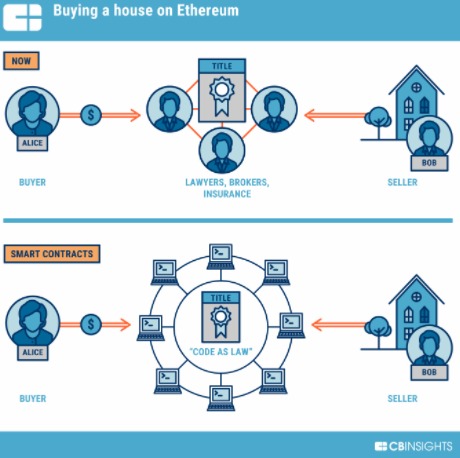 Buying a house on Ethereum
NOW
TITLE
$
ALICE
BOB
BUYER
LAWYERS, BROKERS,
INSURANCE
SELLER
SMART CONTRACTS
TITLE
$
"CODE AS LAW"
ALICE
BOB
BUYER
SELLER
CBINSIGHTS